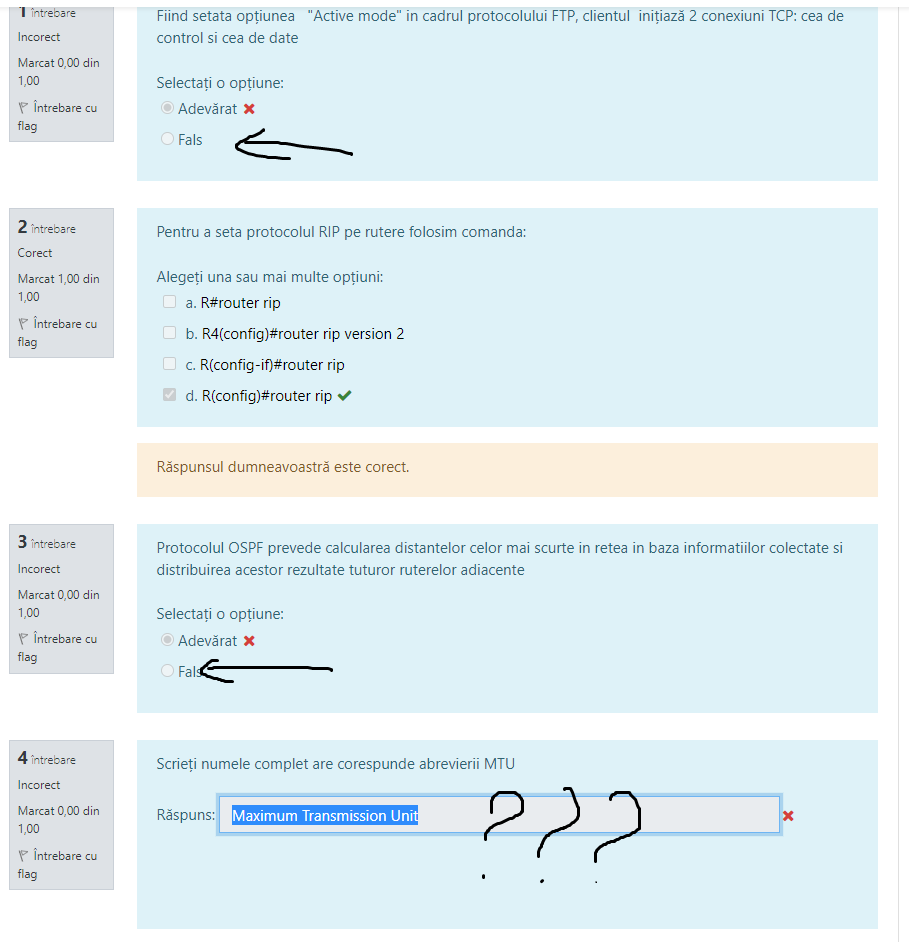 1 întrebare
Incorect
Marcat 0,00 din
1,00
Întrebare cu
flag
Fiind setata opțiunea "Active mode" in cadrul protocolului FTP, clientul inițiază 2 conexiuni TCP: cea de
control si cea de date
Selectați o opțiune:
Adevărat
Fals
2 întrebare
Corect
Marcat 1,00 din
1,00
Întrebare cu
flag
Pentru a seta protocolul RIP pe rutere folosim comanda:
Alegeți una sau mai multe opțiuni:
a. R#router rip
b. R4(config)#router rip version 2
c. R(config-if)#router rip
d. R(config)#router rip
Răspunsul dumneavoastră este corect.
3 întrebare
Incorect
Marcat 0,00 din
1,00
Întrebare cu
flag
Protocolul OSPF prevede calcularea distantelor celor mai scurte in retea in baza informatiilor colectate si
distribuirea acestor rezultate tuturor ruterelor adiacente
Selectați o opțiune:
Adevărat
Fals
4 întrebare
Incorect
Marcat 0,00 din
1,00
Întrebare cu
flag
Scrieți numele complet are corespunde abrevierii MTU
Răspuns: Maximum Transmission Unit
???